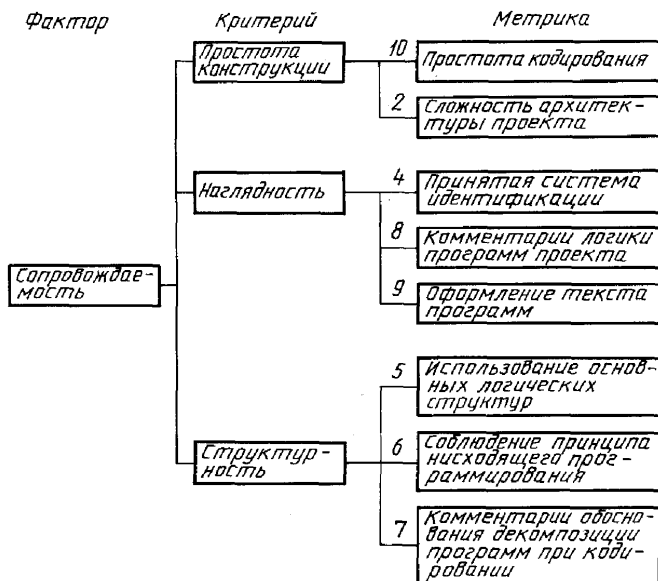 Фактор Критерий Метрика
Простота
конструкции
10
Простота кодирования
2
Сложность архитек-
туры проекта
Наглядность
4
Принятая система
идентификации
8
Комментарии логики
программ проекта
9
Оформление текста
программ
Сопровождае-
мость
Структур-
ность
5
Использование основ-
ных логических
структур
6
Соблюдение принципа
нисходящего прог-
раммирования
7
Комментарии обосно-
вания декомпозиции
программ при коди-
ровании